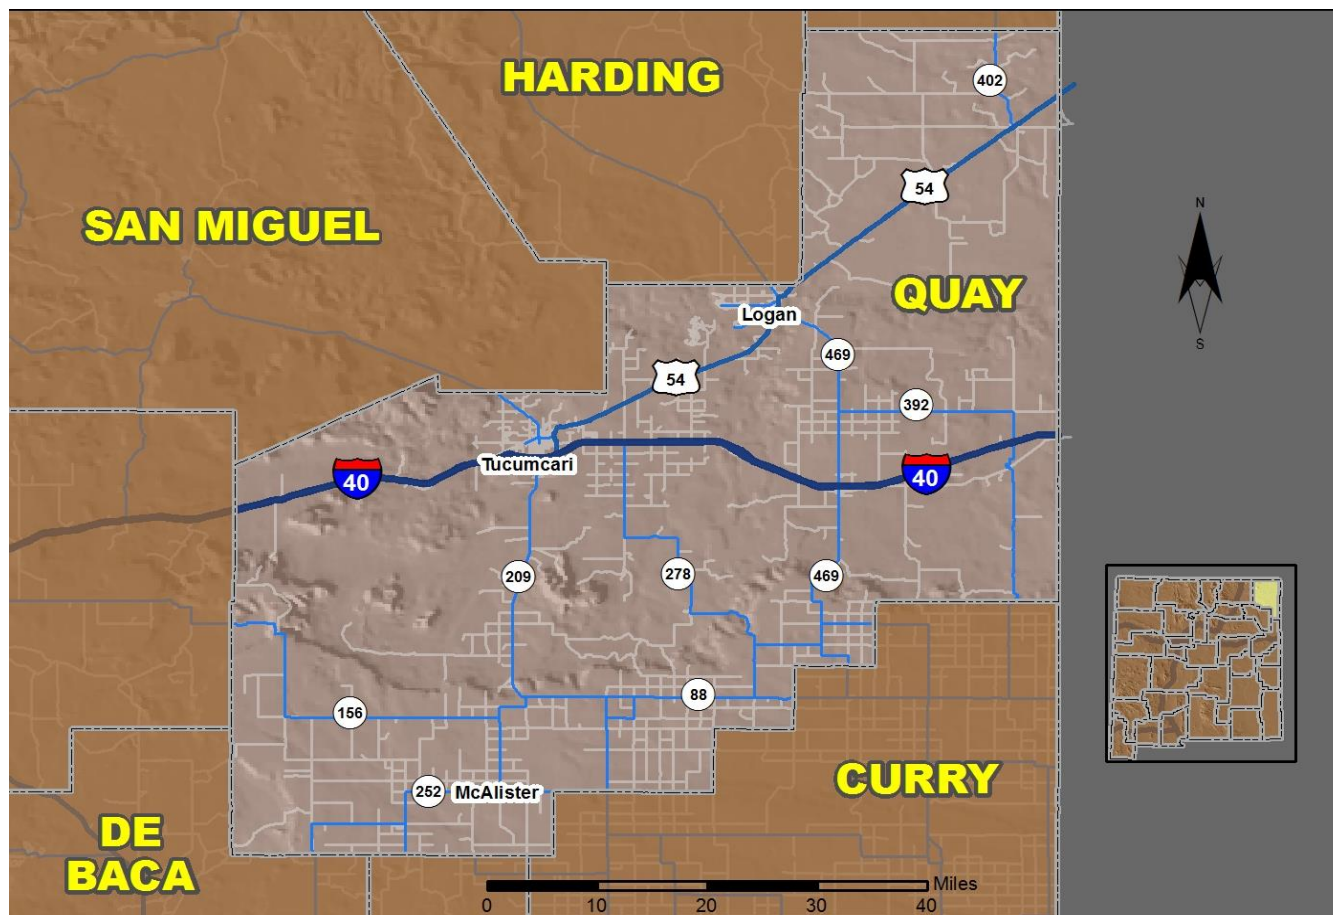 HARDING
402
54
SAN MIGUEL
N
QUAY
Logan
S
469
54
392
Tucumcari
40
40
209
278
469
88
156
252
McAlister
CURRY
DE
BACA
Miles
0 10 20 30 40